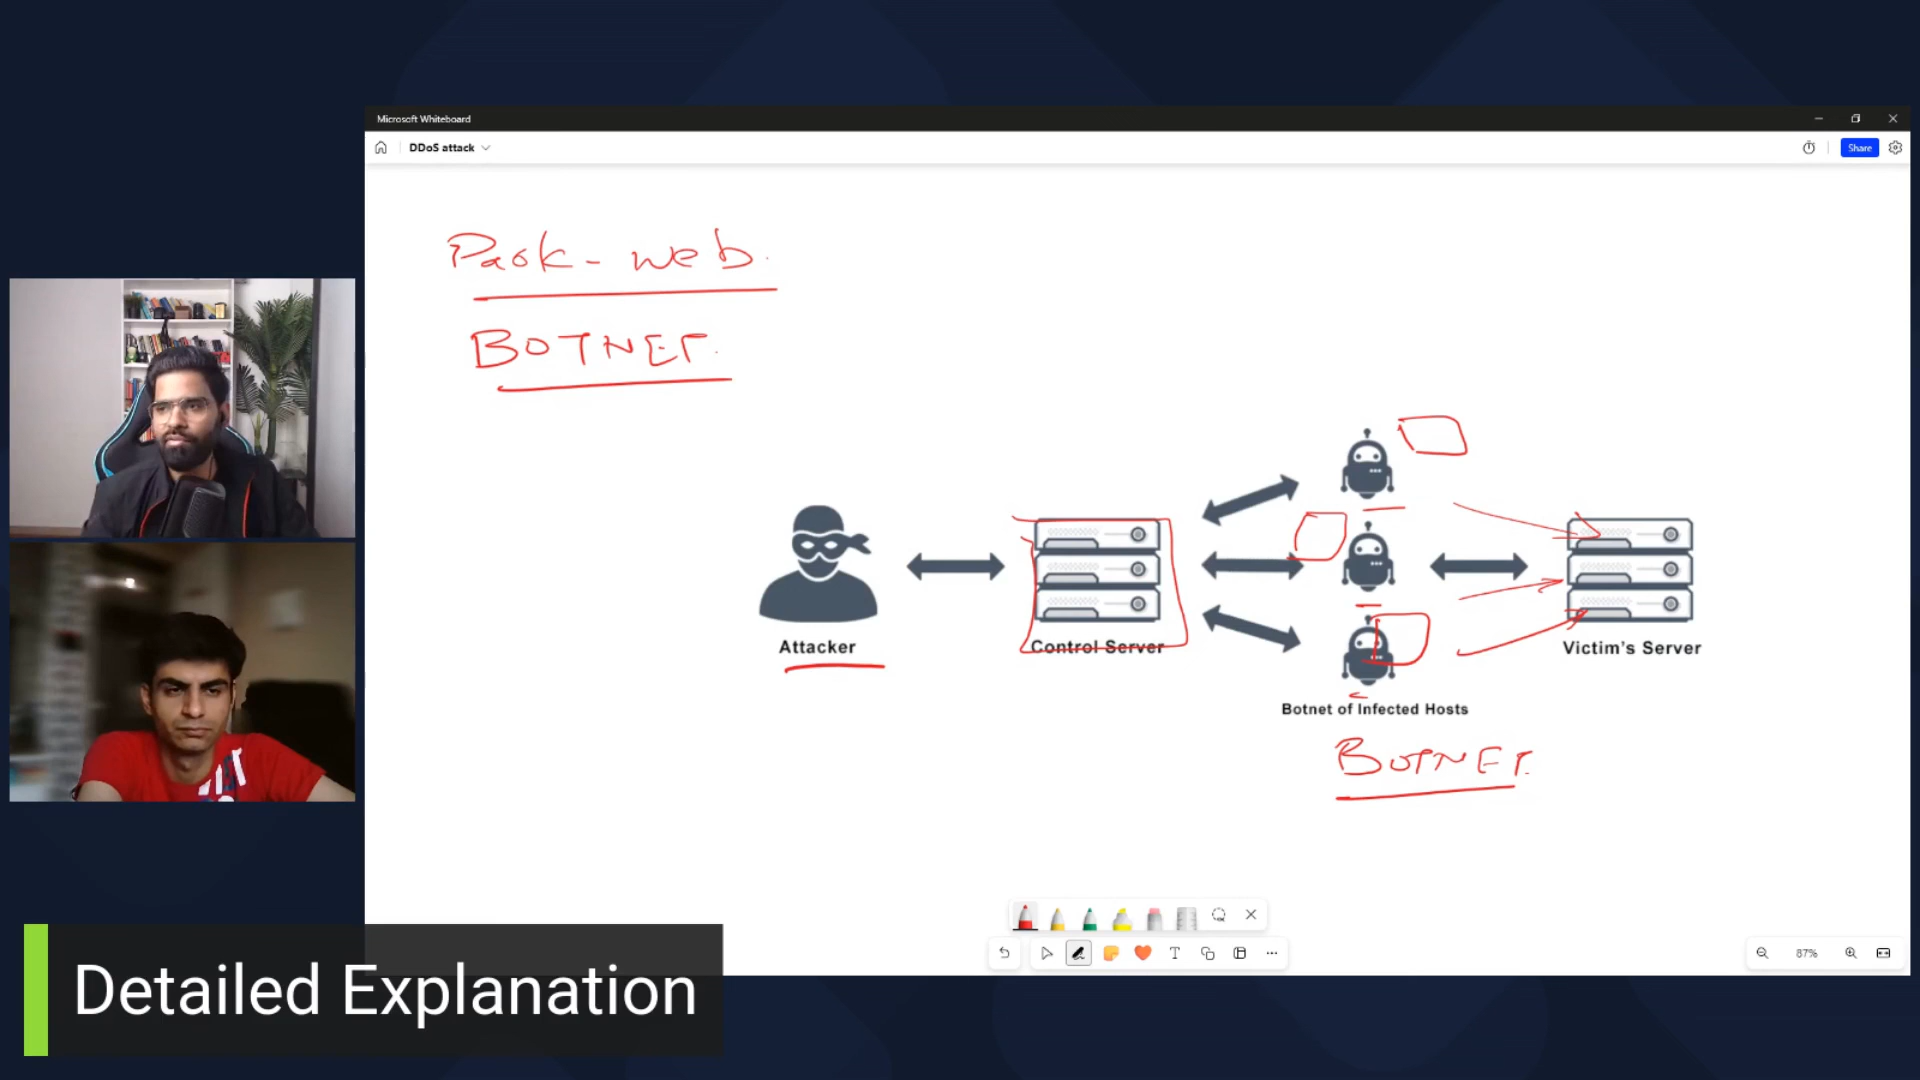 Microsoft Whiteboard
DDoS attack
Share
Dark-web.
BOTNET.
Attacker
Control Server
Botnet of Infected Hosts
Victim's Server
BOTNET.
87%
Detailed Explanation